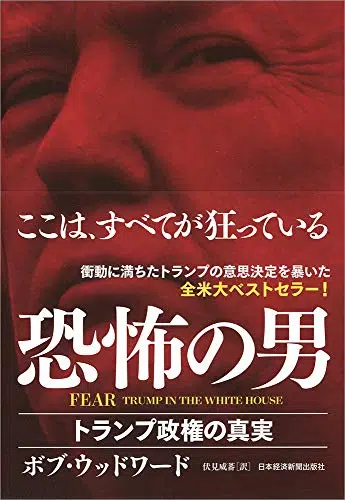 ここは、すべてが狂っている
衝動に満ちたトランプの意思決定を暴いた
全米大ベストセラー！
恐怖の男
FEAR TRUMP IN THE WHITE HOUSE
トランプ政権の真実
ボブ・ウッドワード 伏見威蕃［訳］ 日本経済新聞出版社